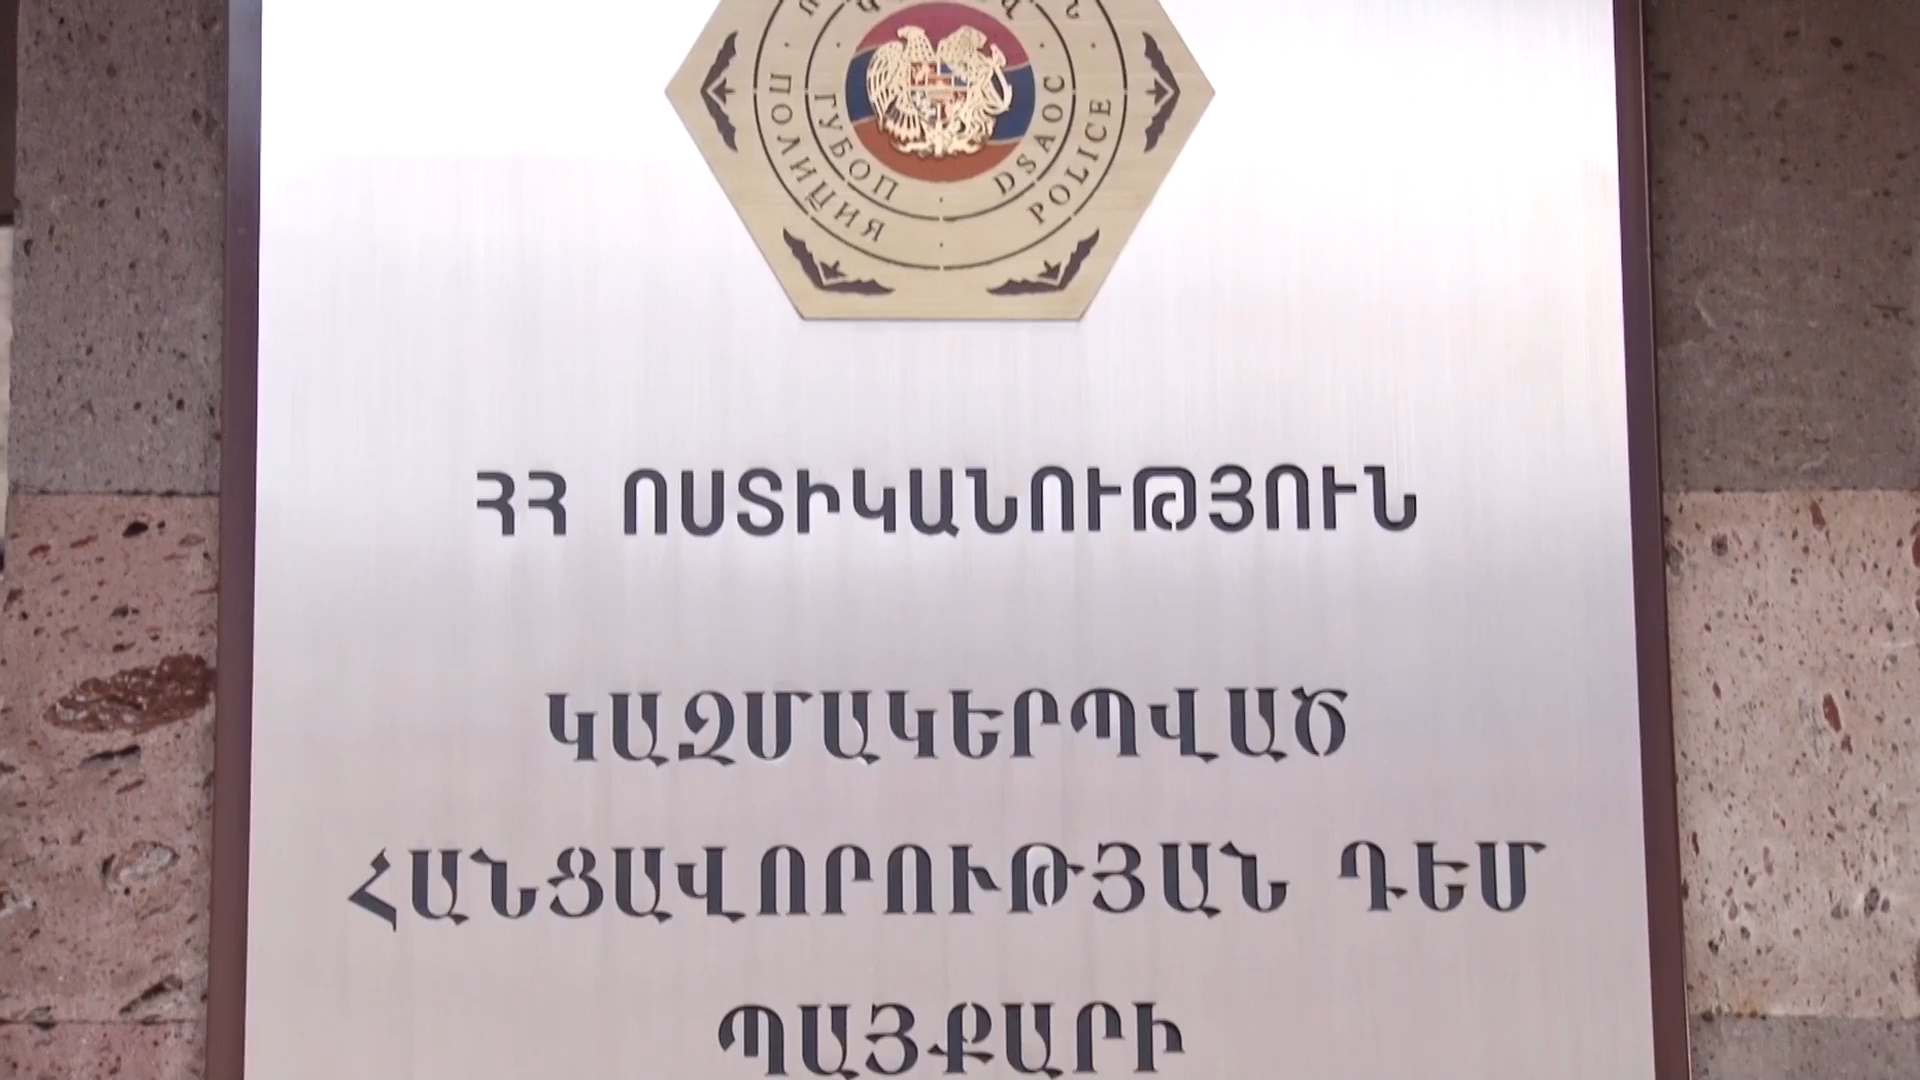 ПОЛИЦИЯ
ГУБОП
DSAOC
POLICE
ՀՀ ՈՍՏԻԿԱՆՈՒԹՅՈՒՆ
ԿԱԶՄԱԿԵՐՊՎԱԾ
ՀԱՆՑԱՎՈՐՈՒԹՅԱՆ ԴԵՄ
ՊԱՅՔԱՐԻ